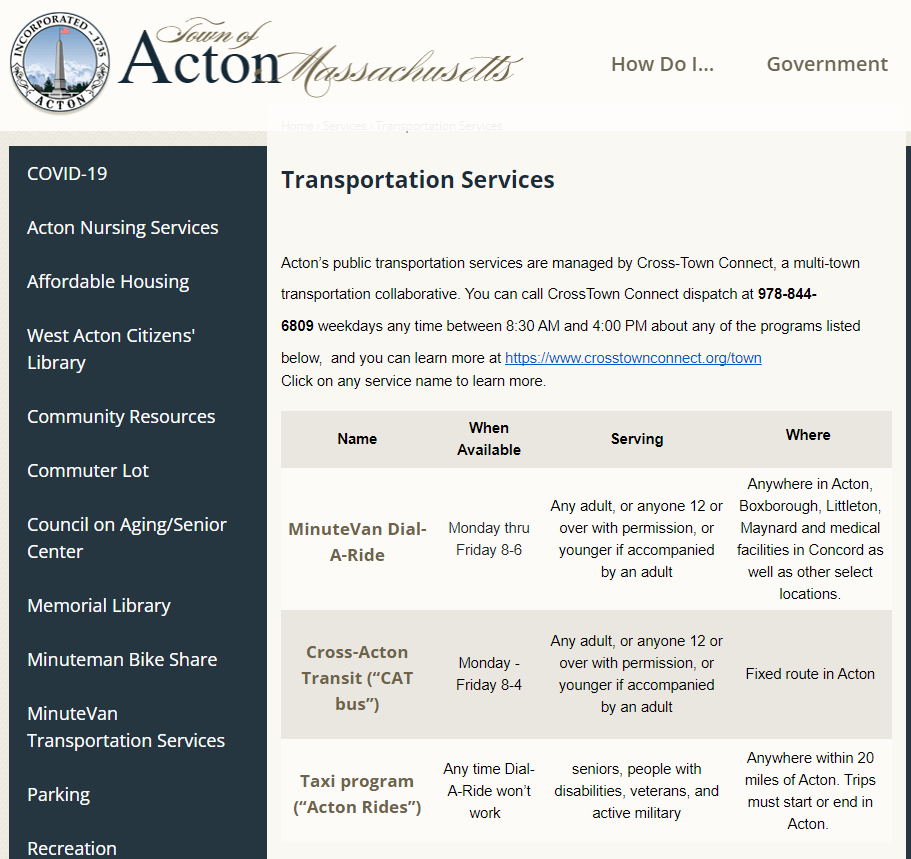 INCORPORATED - 1735
ACTON
Town of
Acton Massachusetts
How Do I...
Government
Home › Services › Transportation Services
COVID-19
Acton Nursing Services
Affordable Housing
West Acton Citizens'
Library
Community Resources
Commuter Lot
Council on Aging/Senior
Center
Memorial Library
Minuteman Bike Share
MinuteVan
Transportation Services
Parking
Recreation
Transportation Services
Acton's public transportation services are managed by Cross-Town Connect, a multi-town
transportation collaborative. You can call CrossTown Connect dispatch at 978-844-
6809 weekdays any time between 8:30 AM and 4:00 PM about any of the programs listed
below,  and you can learn more at https://www.crosstownconnect.org/town
Click on any service name to learn more.
Name
When
Available
Serving
Where
MinuteVan Dial-
A-Ride
Monday thru
Friday 8-6
Any adult, or anyone 12 or
over with permission, or
younger if accompanied
by an adult
Anywhere in Acton,
Boxborough, Littleton,
Maynard and medical
facilities in Concord as
well as other select
locations.
Cross-Acton
Transit (“CAT
bus”)
Monday -
Friday 8-4
Any adult, or anyone 12 or
over with permission, or
younger if accompanied
by an adult
Fixed route in Acton
Taxi program
(“Acton Rides”)
Any time Dial-
A-Ride won't
work
seniors, people with
disabilities, veterans, and
active military
Anywhere within 20
miles of Acton. Trips
must start or end in
Acton.